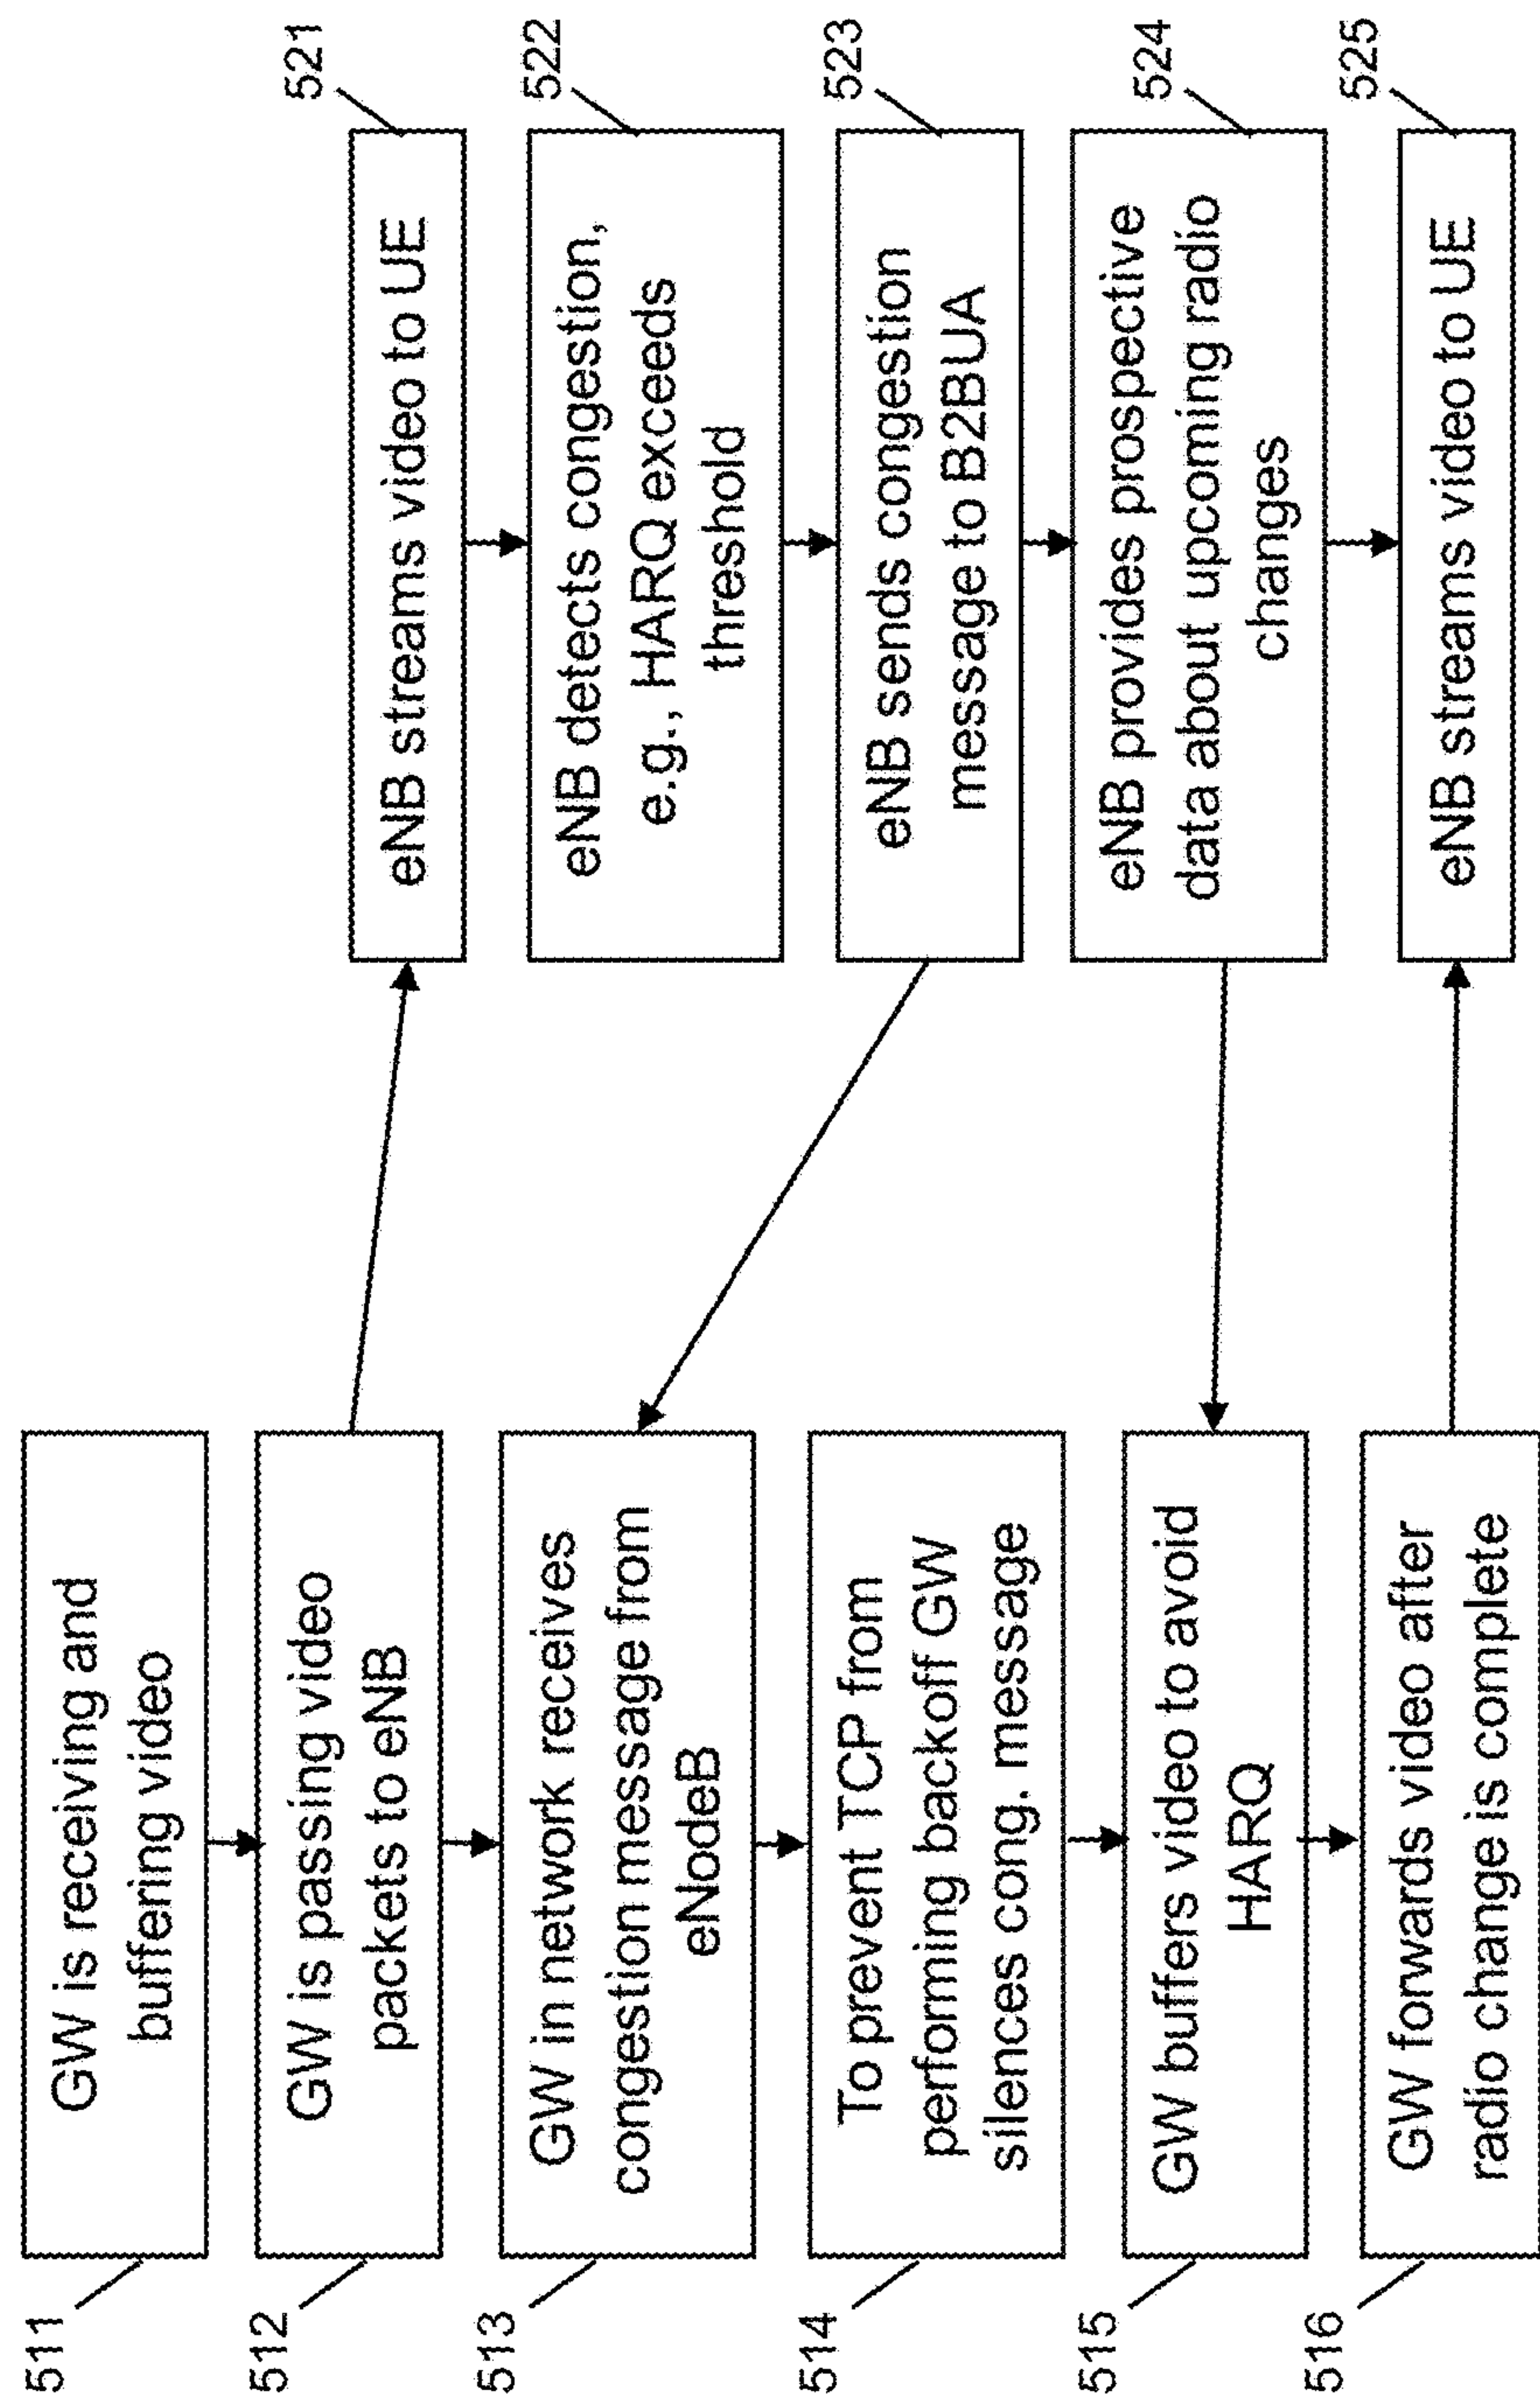 511
GW is receiving and
buffering video
512
GW is passing video
packets to eNB
513
GW in network receives
congestion message from
eNodeB
514
To prevent TCP from
performing backoff GW
silences cong. message
515
GW buffers video to avoid
HARQ
516
GW forwards video after
radio change is complete
521
eNB streams video to UE
522
eNB detects congestion,
e.g., HARQ exceeds
threshold
523
eNB sends congestion
message to B2BUA
524
eNB provides prospective
data about upcoming radio
changes
525
eNB streams video to UE